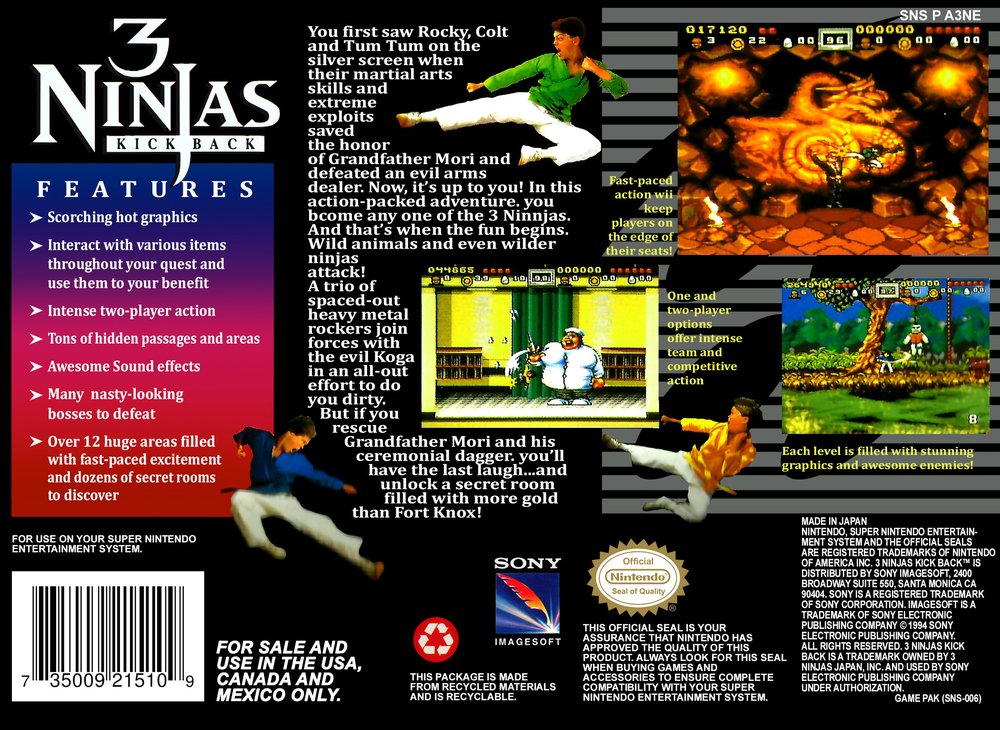 SNS P A3NE
3
NINJAS
KICK BACK
FEATURES
Scorching hot graphics
Interact with various items
throughout your quest and
use them to your benefit
Intense two-player action
Tons of hidden passages and areas
Awesome Sound effects
Many nasty-looking
bosses to defeat
Over 12 huge areas filled
with fast-paced excitement
and dozens of secret rooms
to discover
You first saw Rocky, Colt
and Tum Tum on the
silver screen when
their martial arts
skills and
extreme
exploits
saved
the honor
of Grandfather Mori and
defeated an evil arms
dealer. Now, it's up to you! In this
action-packed adventure. you
bcome any one of the 3 Ninnjas.
And that's when the fun begins.
Wild animals and even wilder
ninjas
attack!
A trio of
spaced-out
heavy metal
rockers join
forces with
the evil Koga
in an all-out
effort to do
you dirty.
But if you
rescue
Grandfather Mori and his
ceremonial dagger. you'll
have the last laugh...and
unlock a secret room
filled with more gold
than Fort Knox!
017120 000000
3 22 00 96 0 00 00
Fast-paced
action wil
keep
players on
the edge of
their seats!
044865 000000
One and
two-player
options
offer intense
team and
competitive
action
000000
8
Each level is filled with stunning
graphics and awesome enemies!
FOR USE ON YOUR SUPER NINTENDO
ENTERTAINMENT SYSTEM.
7 35009 21510 9
FOR SALE AND
USE IN THE USA,
CANADA AND
MEXICO ONLY.
THIS PACKAGE IS MADE
FROM RECYCLED MATERIALS
AND IS RECYCLABLE.
SONY
IMAGESOFT
Official
Nintendo
Seal of Quality
®
THIS OFFICIAL SEAL IS YOUR
ASSURANCE THAT NINTENDO HAS
APPROVED THE QUALITY OF THIS
PRODUCT. ALWAYS LOOK FOR THIS SEAL
WHEN BUYING GAMES AND
ACCESSORIES TO ENSURE COMPLETE
COMPATIBILITY WITH YOUR SUPER
NINTENDO ENTERTAINMENT SYSTEM.
MADE IN JAPAN
NINTENDO, SUPER NINTENDO ENTERTAIN-
MENT SYSTEM AND THE OFFICIAL SEALS
ARE REGISTERED TRADEMARKS OF NINTENDO
OF AMERICA INC. 3 NINJAS KICK BACK™ IS
DISTRIBUTED BY SONY IMAGESOFT, 2400
BROADWAY SUITE 550, SANTA MONICA CA
90404. SONY IS A REGISTERED TRADEMARK
OF SONY CORPORATION. IMAGESOFT IS A
TRADEMARK OF SONY ELECTRONIC
PUBLISHING COMPANY © 1994 SONY
ELECTRONIC PUBLISHING COMPANY.
ALL RIGHTS RESERVED. 3 NINJAS KICK
BACK IS A TRADEMARK OWNED BY 3
NINJAS JAPAN, INC. AND USED BY SONY
ELECTRONIC PUBLISHING COMPANY
UNDER AUTHORIZATION.
GAME PAK (SNS-006)